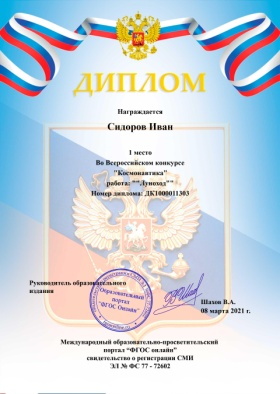 ДИПЛОМ
Награждается
Сидоров Иван
1 место
Во Всероссийском конкурсе
"Космонавтика"
работа: ""Луноход""
Номер диплома: ДК1000011303
Руководитель образовательного
издания
Образовательный
портал
"ФГОС Онлайн"
Шахов В.А.
08 марта 2021 г.
Международный образовательно-просветительский
портал "ФГОС онлайн"
свидетельство о регистрации СМИ
ЭЛ № ФС 77 - 72602